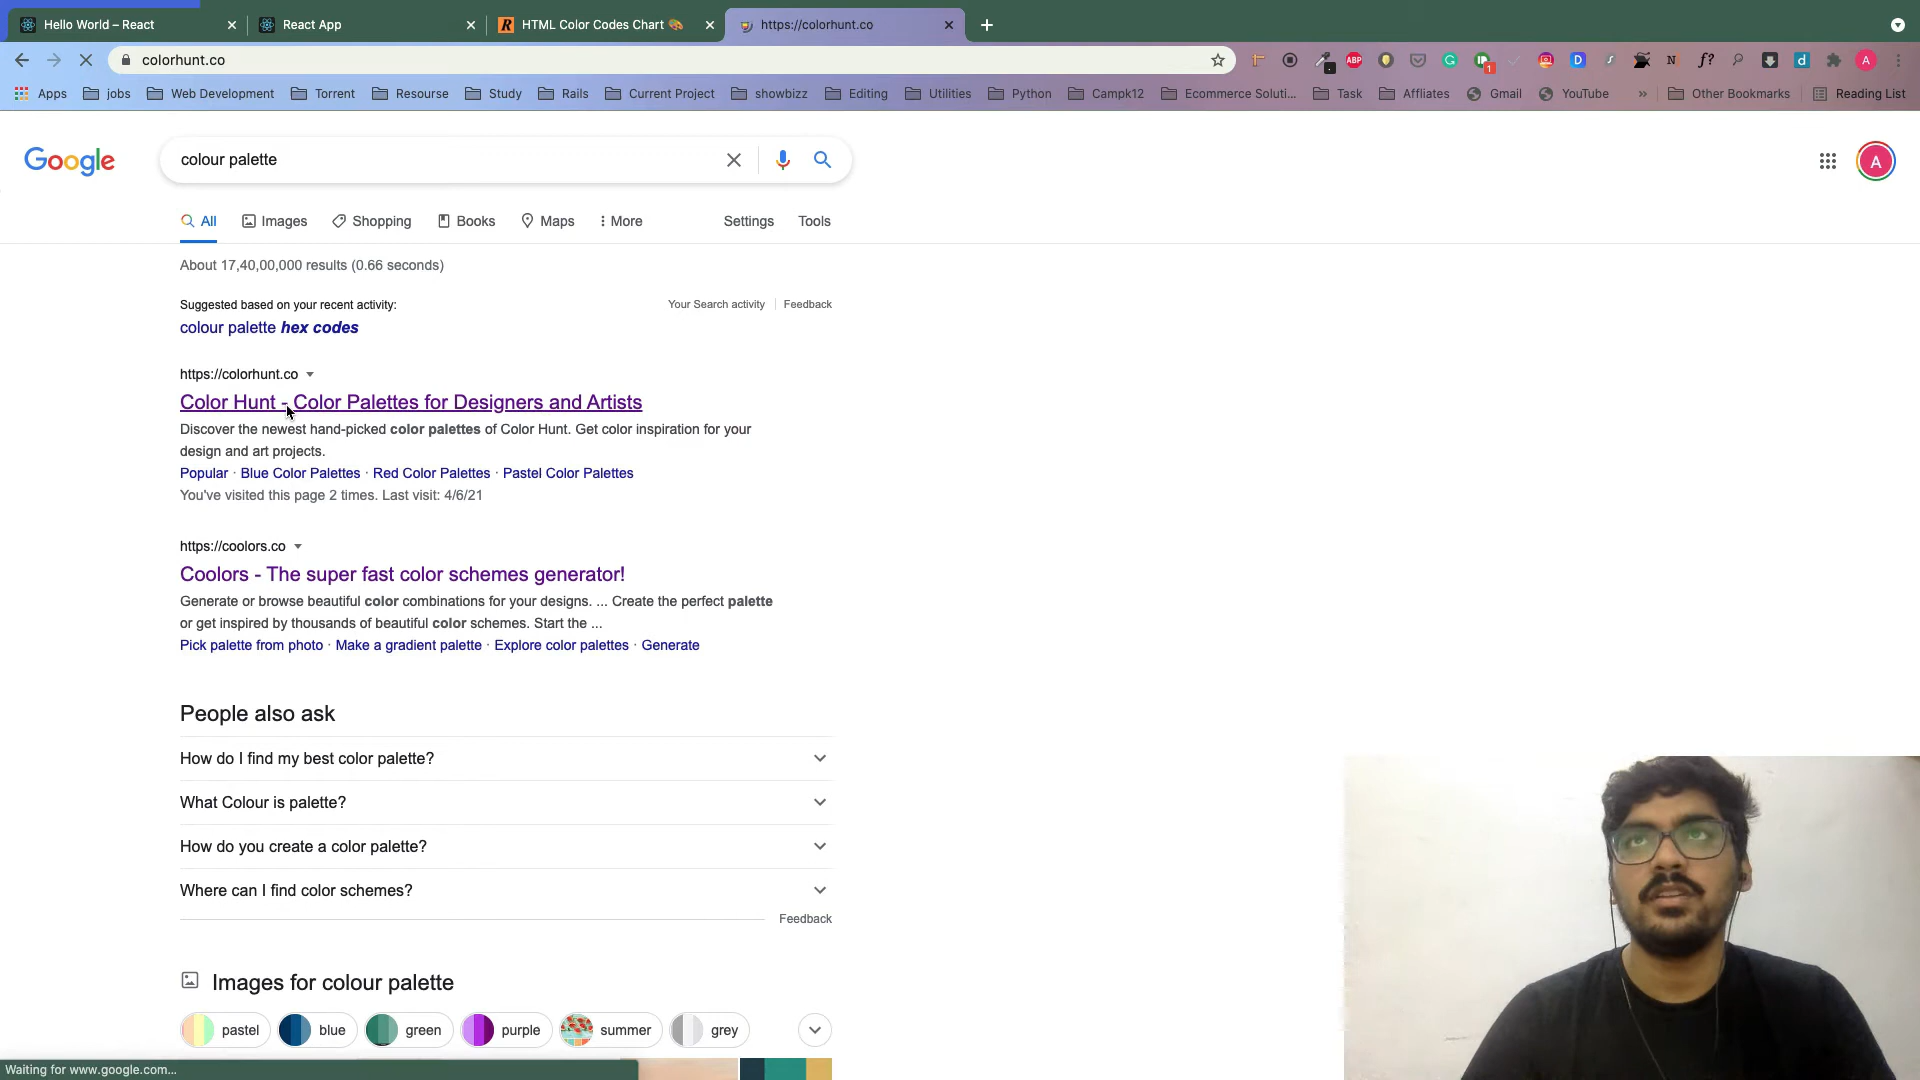 Hello World – React
React App
HTML Color Codes Chart 🎨
https://colorhunt.co
colorhunt.co
Apps
jobs
Web Development
Torrent
Resourse
Study
Rails
Current Project
showbizz
Editing
Utilities
Python
Campk12
Ecommerce Soluti...
Task
Affliates
Gmail
YouTube
»
Other Bookmarks
Reading List
Google
colour palette
A
All
Images
Shopping
Books
Maps
More
Settings
Tools
About 17,40,00,000 results (0.66 seconds)
Suggested based on your recent activity:
Your Search activity
Feedback
colour palette hex codes
https://colorhunt.co
Color Hunt - Color Palettes for Designers and Artists
Discover the newest hand-picked color palettes of Color Hunt. Get color inspiration for your
design and art projects.
Popular · Blue Color Palettes · Red Color Palettes · Pastel Color Palettes
You've visited this page 2 times. Last visit: 4/6/21
https://coolors.co
Coolors - The super fast color schemes generator!
Generate or browse beautiful color combinations for your designs. ... Create the perfect palette
or get inspired by thousands of beautiful color schemes. Start the ...
Pick palette from photo · Make a gradient palette · Explore color palettes · Generate
People also ask
How do I find my best color palette?
What Colour is palette?
How do you create a color palette?
Where can I find color schemes?
Feedback
Images for colour palette
pastel
blue
green
purple
summer
grey
Waiting for www.google.com...